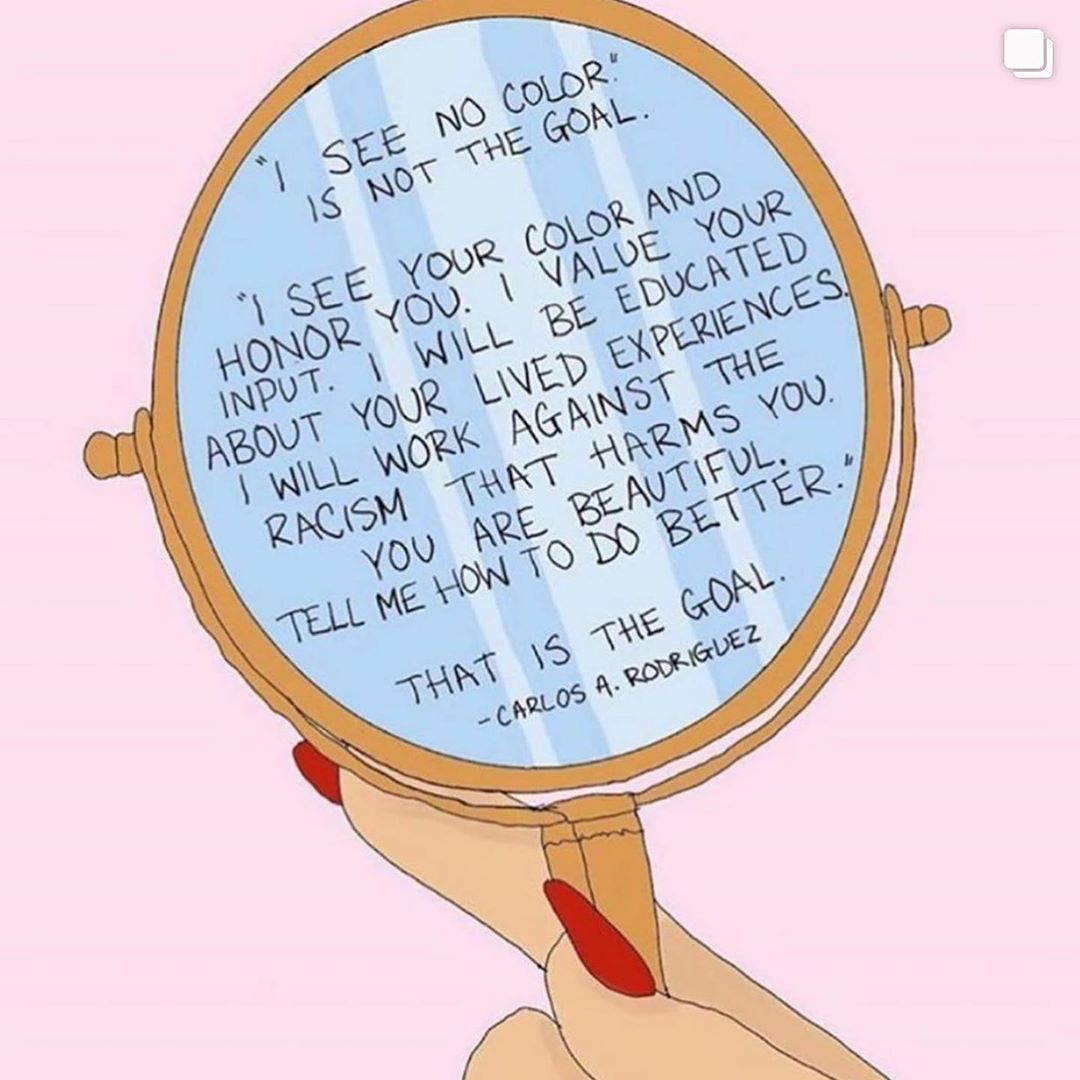 "I SEE NO COLOR."
IS NOT THE GOAL.
"I SEE YOUR COLOR AND
HONOR YOU. I VALUE YOUR
INPUT. I WILL BE EDUCATED
ABOUT YOUR LIVED EXPERIENCES.
I WILL WORK AGAINST THE
RACISM THAT HARMS YOU.
YOU ARE BEAUTIFUL.
TELL ME HOW TO DO BETTER."
THAT IS THE GOAL.
-CARLOS A. RODRIGUEZ